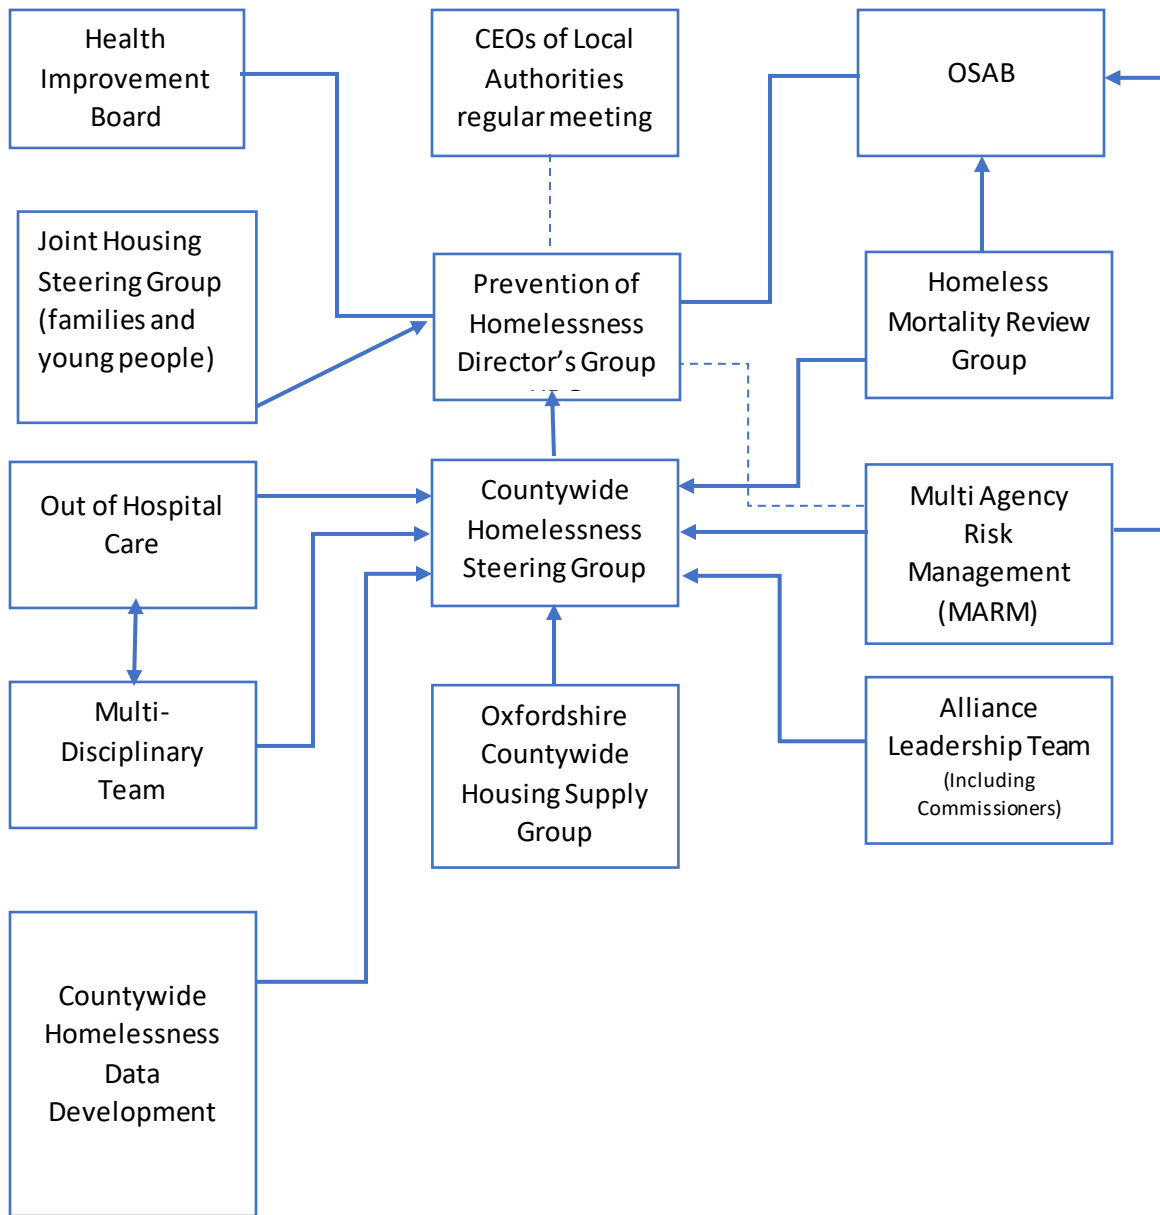 Health
Improvement
Board
CEOs of Local
Authorities
regular meeting
OSAB
Joint Housing
Steering Group
(families and
young people)
Prevention of
Homelessness
Director’s Group
Homeless
Mortality Review
Group
Out of Hospital
Care
Countywide
Homelessness
Steering Group
Multi Agency
Risk
Management
(MARM)
Multi-
Disciplinary
Team
Oxfordshire
Countywide
Housing Supply
Group
Alliance
Leadership Team
(Including
Commissioners)
Countywide
Homelessness
Data
Development